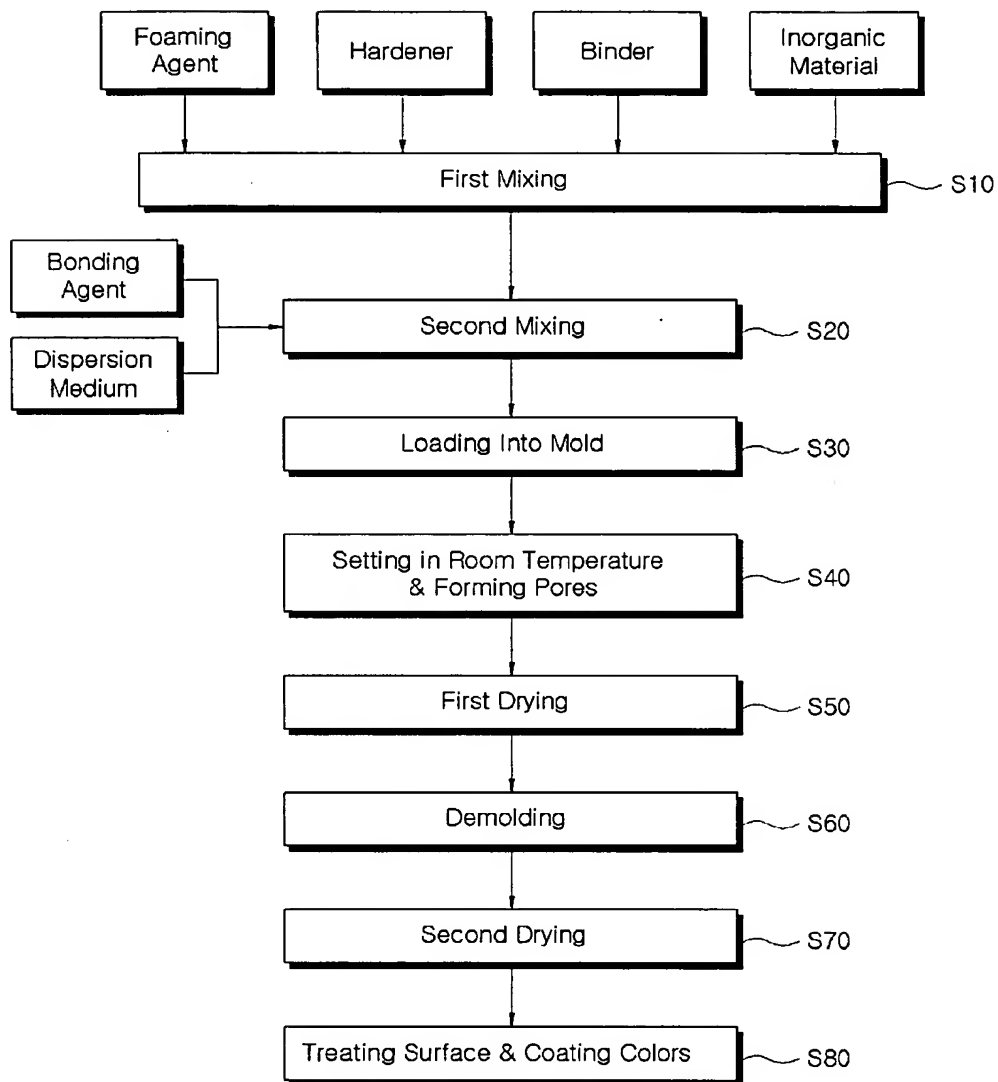 Foaming
Agent
Hardener
Binder
Inorganic
Material
First Mixing
S10
Bonding
Agent
Dispersion
Medium
Second Mixing
S20
Loading Into Mold
S30
Setting in Room Temperature
& Forming Pores
S40
First Drying
S50
Demolding
S60
Second Drying
S70
Treating Surface & Coating Colors
S80